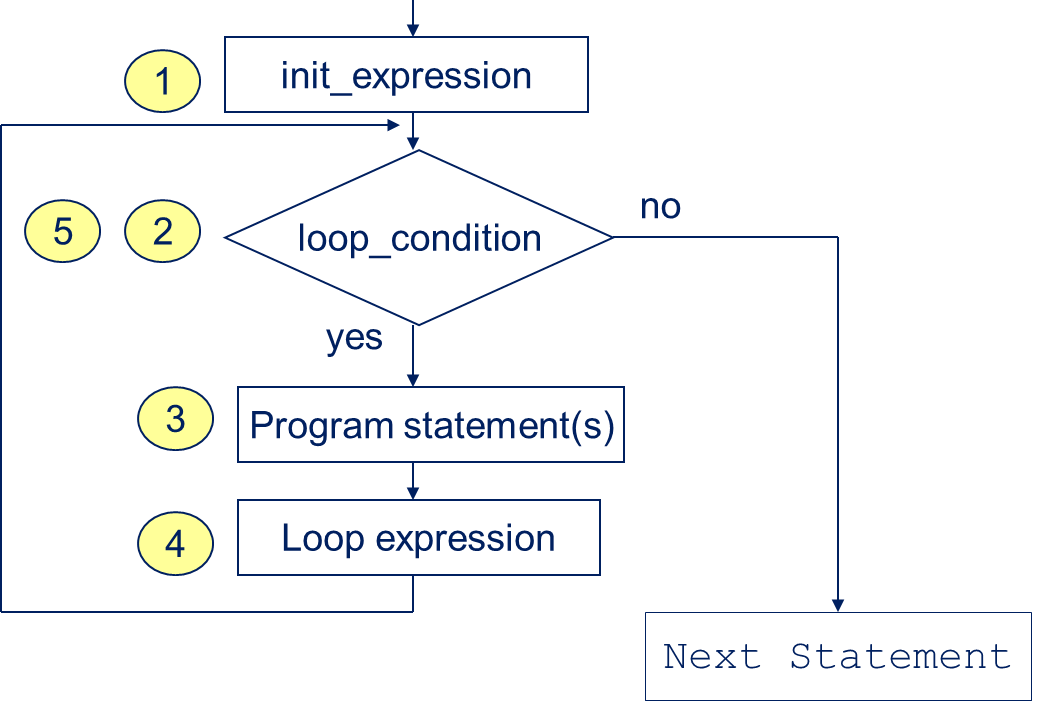 1
init_expression
no
5
2
loop_condition
yes
3
Program statement(s)
4
Loop expression
Next Statement